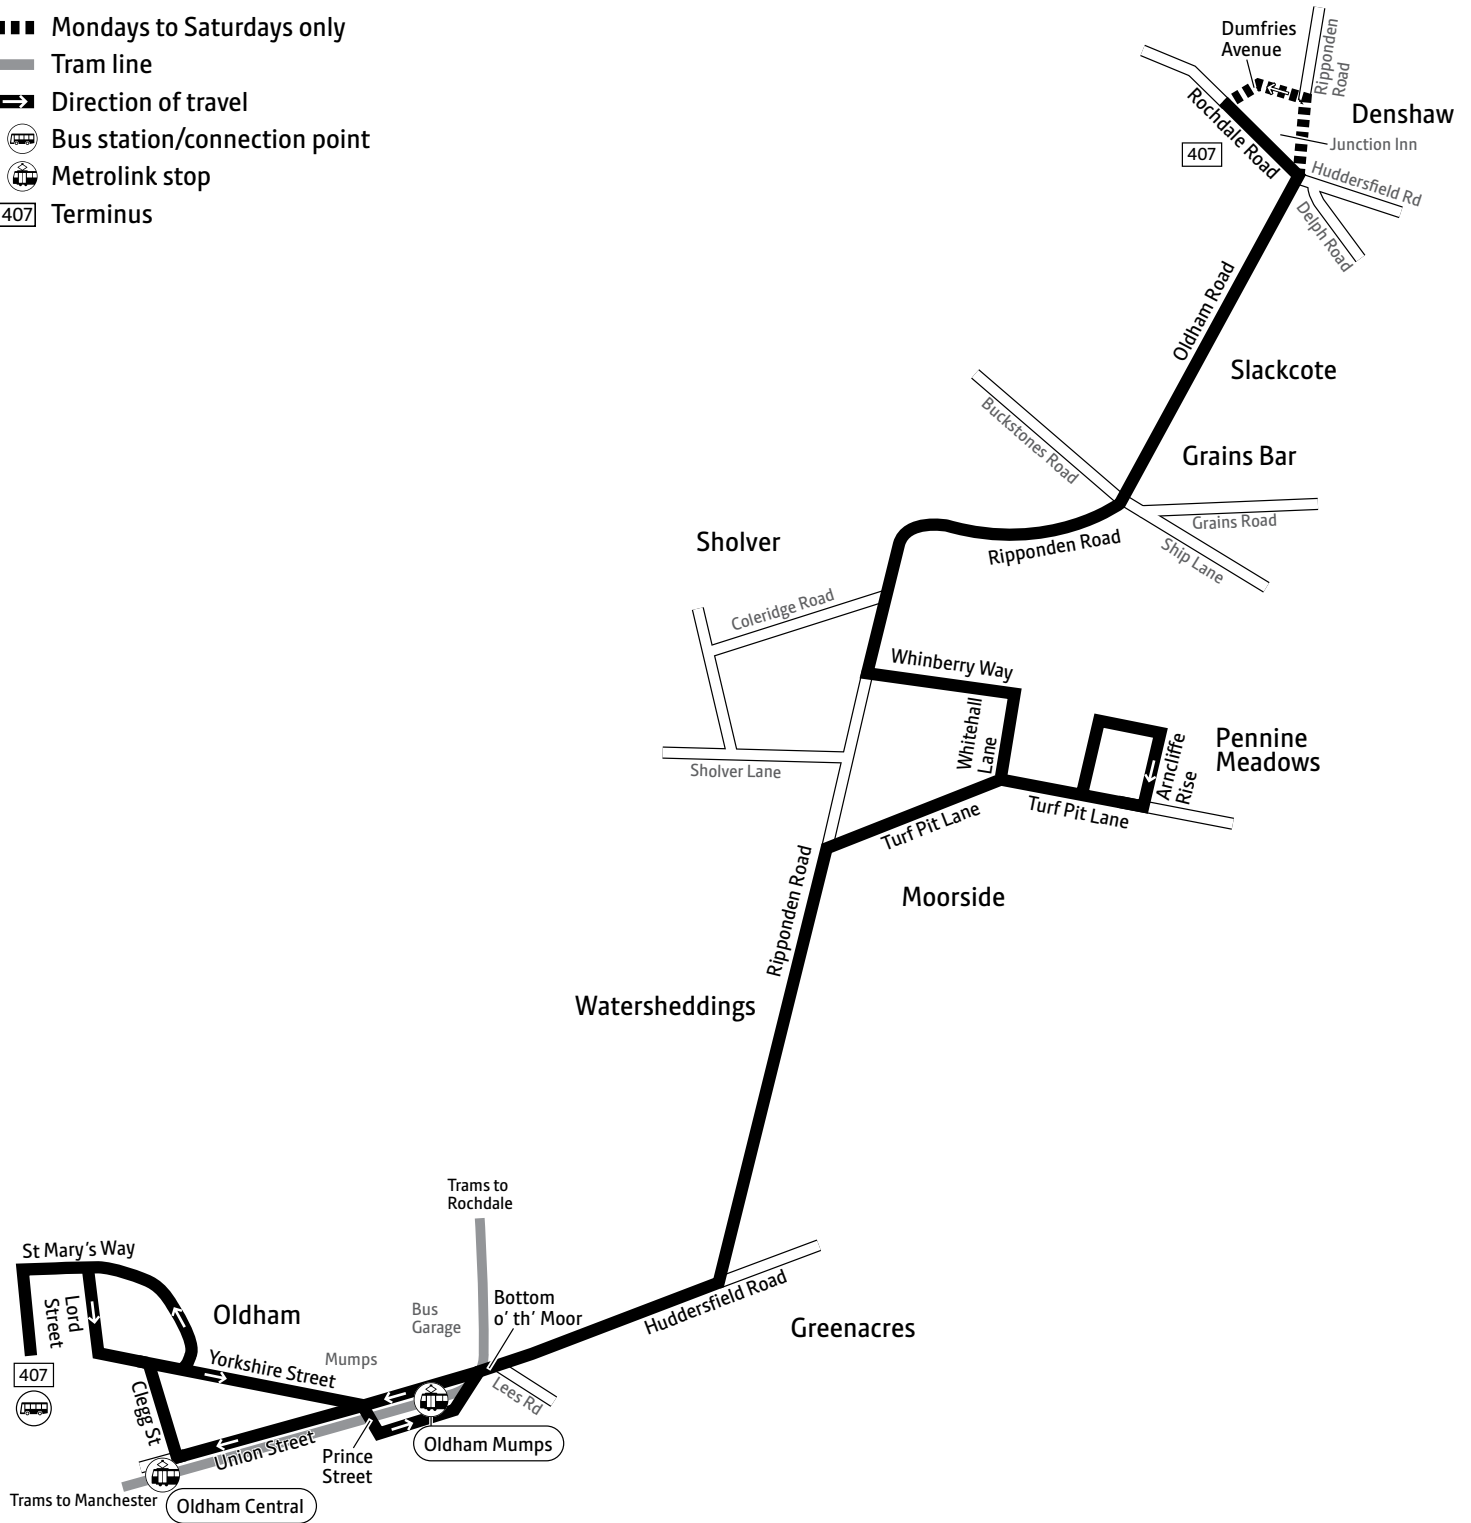 Mondays to Saturdays only
Tram line
Direction of travel
Bus station/connection point
Metrolink stop
407 Terminus
Dumfries
Avenue
Ripponden
Road
Rochdale Road
Denshaw
Junction Inn
407
Huddersfield Rd
Delph Road
Oldham Road
Slackcote
Buckstones Road
Grains Bar
Grains Road
Ship Lane
Ripponden Road
Sholver
Coleridge Road
Whinberry Way
Whitehall
Lane
Arncliffe
Rise
Pennine
Meadows
Sholver Lane
Turf Pit Lane
Turf Pit Lane
Moorside
Ripponden Road
Watersheddings
Trams to
Rochdale
St Mary's Way
Lord
Street
Oldham
Bus
Garage
Bottom
o' th' Moor
Huddersfield Road
Greenacres
407
Yorkshire Street
Mumps
Lees Rd
Clegg St
Union Street
Prince
Street
Oldham Mumps
Trams to Manchester
Oldham Central